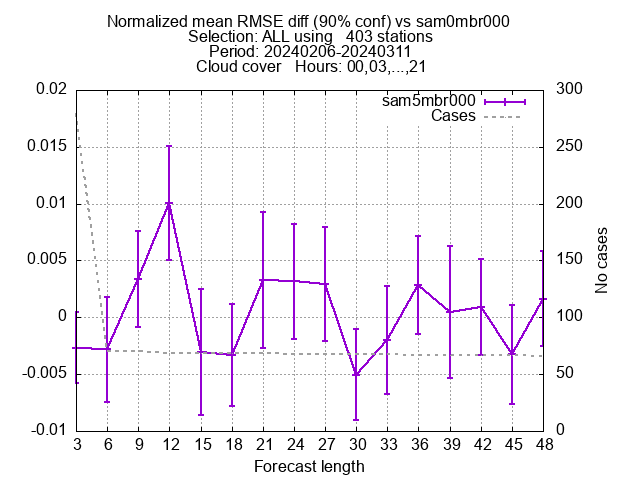 Normalized mean RMSE diff (90% conf) vs sam0mbr000
Selection: ALL using   403 stations
Period: 20240206-20240311
Cloud cover   Hours: 00,03,...,21
sam5mbr000
Cases
0.02
0.015
0.01
0.005
0
-0.005
-0.01
300
250
200
150
100
50
0
No cases
3 6 9 12 15 18 21 24 27 30 33 36 39 42 45 48
Forecast length